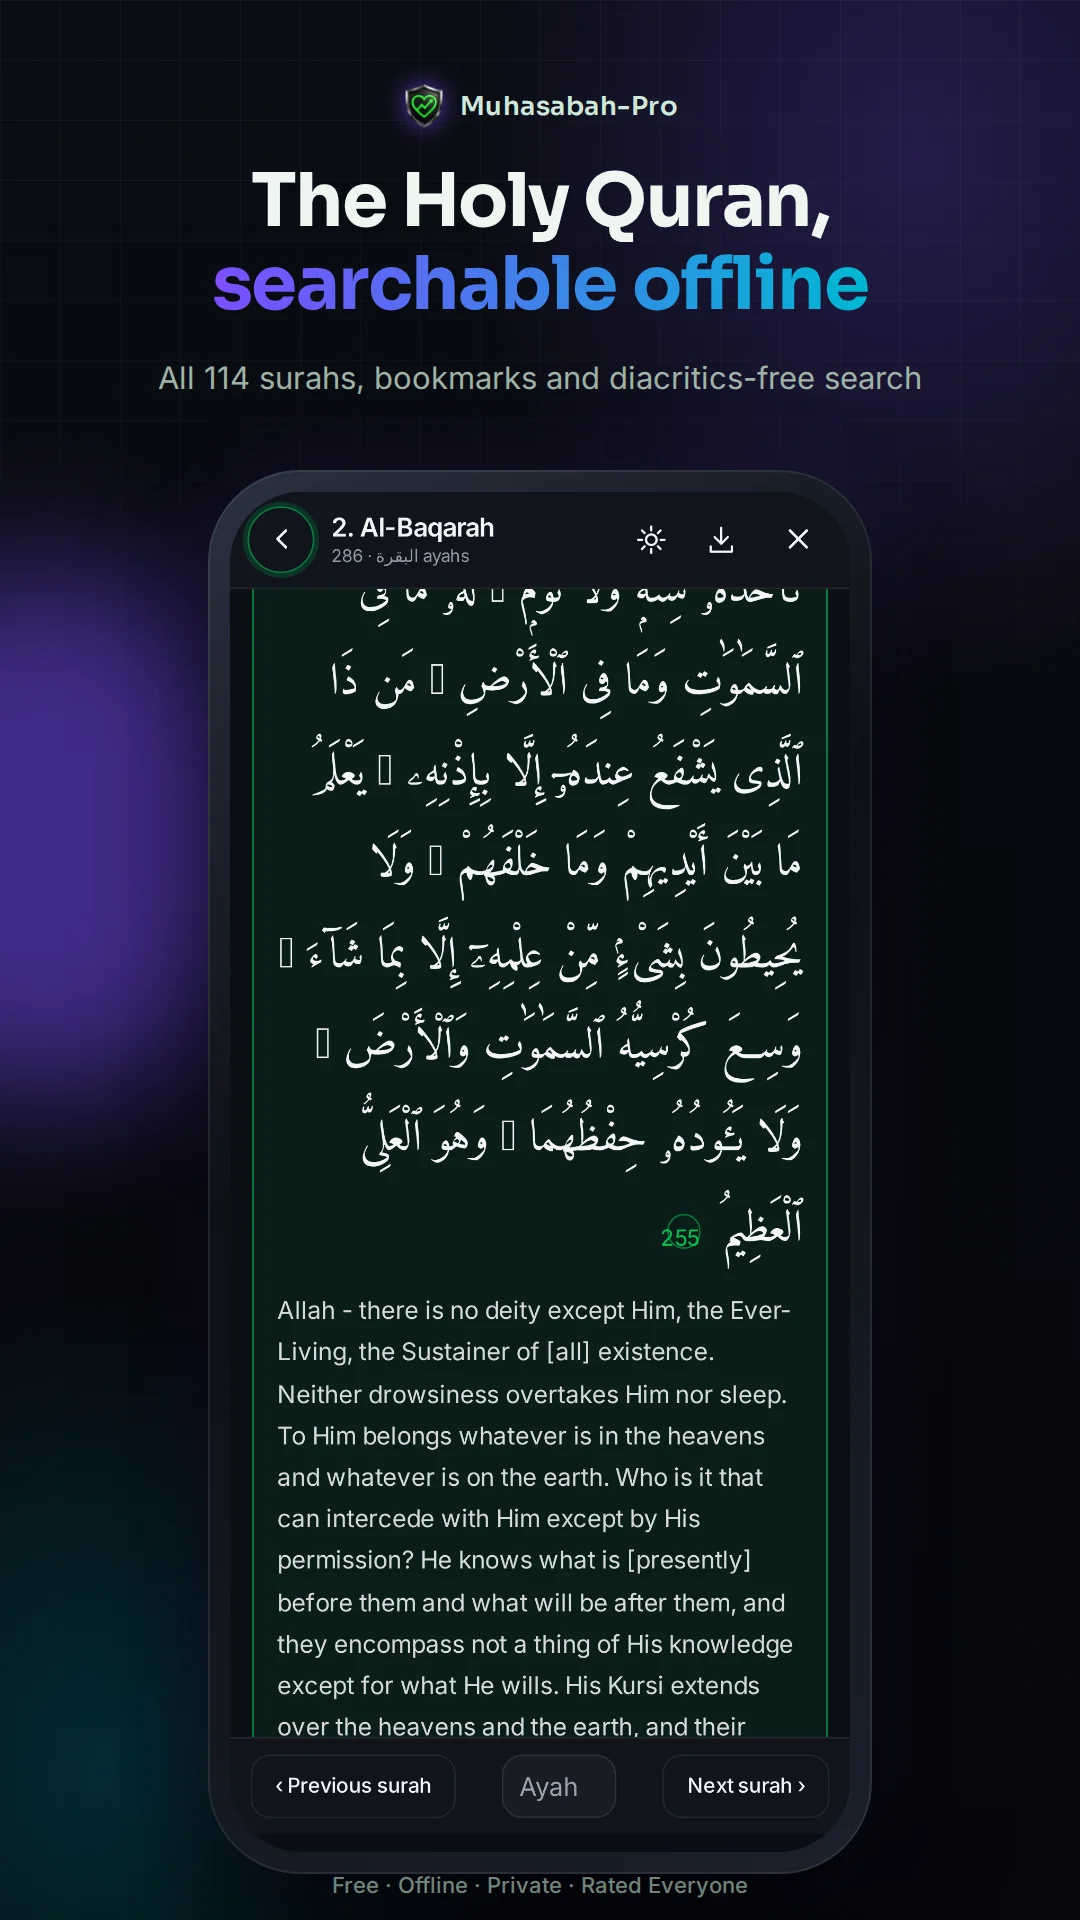 Muhasabah-Pro
The Holy Quran,
searchable offline
All 114 surahs, bookmarks and diacritics-free search
2. Al-Baqarah
286 · البقرة ayahs
ٱلسَّمَٰوَٰتِ وَمَا فِى ٱلْأَرْضِ ▯ مَن ذَا
ٱلَّذِى يَشْفَعُ عِندَهُۥٓ إِلَّا بِإِذْنِهِۦ ▯ يَعْلَمُ
مَا بَيْنَ أَيْدِيهِمْ وَمَا خَلْفَهُمْ ▯ وَلَا
يُحِيطُونَ بِشَىْءٍۢ مِّنْ عِلْمِهِۦٓ إِلَّا بِمَا شَآءَ ▯
وَسِعَ كُرْسِيُّهُ ٱلسَّمَٰوَٰتِ وَٱلْأَرْضَ ▯
وَلَا يَـُٔودُهُۥ حِفْظُهُمَا ▯ وَهُوَ ٱلْعَلِىُّ
ٱلْعَظِيمُ 255
Allah - there is no deity except Him, the Ever-
Living, the Sustainer of [all] existence.
Neither drowsiness overtakes Him nor sleep.
To Him belongs whatever is in the heavens
and whatever is on the earth. Who is it that
can intercede with Him except by His
permission? He knows what is [presently]
before them and what will be after them, and
they encompass not a thing of His knowledge
except for what He wills. His Kursi extends
over the heavens and the earth, and their
‹ Previous surah
Ayah
Next surah ›
Free · Offline · Private · Rated Everyone